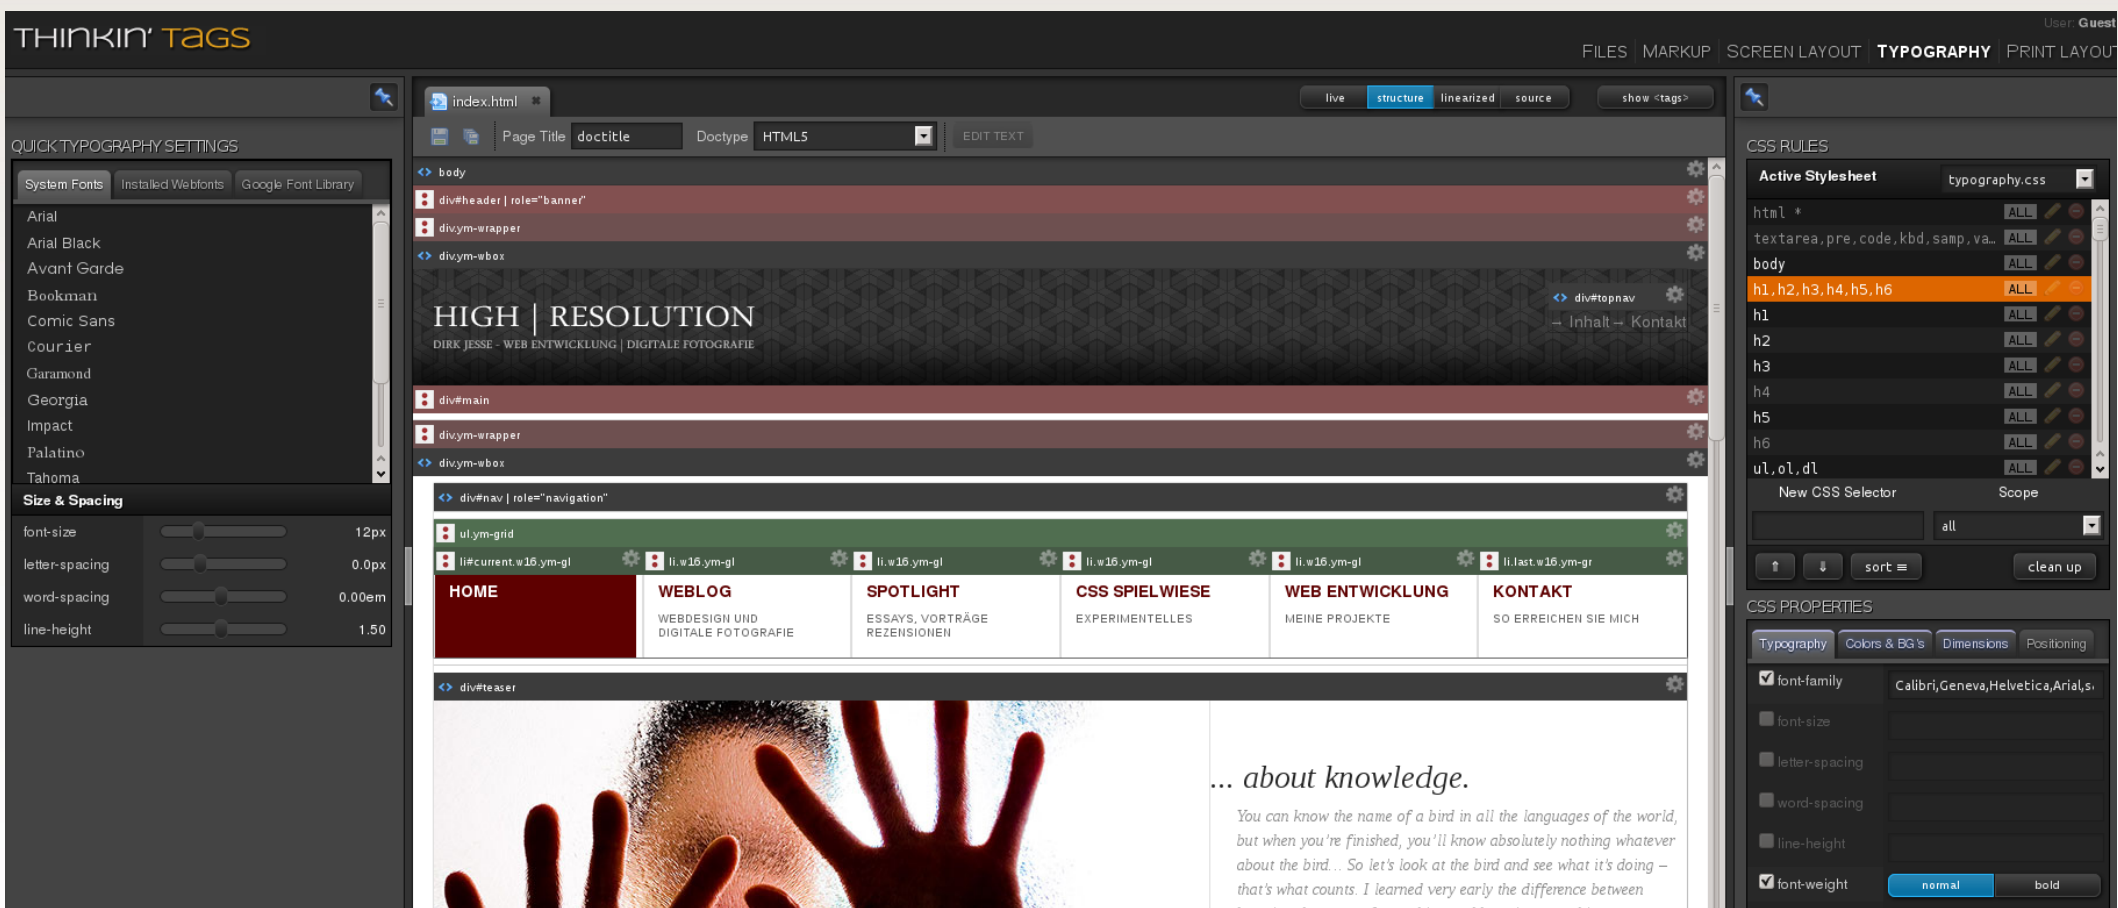 THINKIN' TAGS
User: Guest
FILES MARKUP SCREEN LAYOUT TYPOGRAPHY PRINT LAYOUT
QUICK TYPOGRAPHY SETTINGS
System Fonts Installed Webfonts Google Font Library
Arial
Arial Black
Avant Garde
Bookman
Comic Sans
Courier
Garamond
Georgia
Impact
Palatino
Tahoma
Size & Spacing
font-size 12px
letter-spacing 0.0px
word-spacing 0.00em
line-height 1.50
index.html
live structure linearized source show <tags>
Page Title doctitle Doctype HTML5 EDIT TEXT
<> body
div#header | role="banner"
div.ym-wrapper
<> div.ym-wbox
HIGH | RESOLUTION
DIRK JESSE - WEB ENTWICKLUNG | DIGITALE FOTOGRAFIE
<> div#topnav
→ Inhalt → Kontakt
div#main
div.ym-wrapper
<> div.ym-wbox
<> div#nav | role="navigation"
ul.ym-grid
li#current.w16.ym-gl li.w16.ym-gl li.w16.ym-gl li.w16.ym-gl li.w16.ym-gl li.last.w16.ym-gr
HOME
WEBLOG
WEBDESIGN UND
DIGITALE FOTOGRAFIE
SPOTLIGHT
ESSAYS, VORTRÄGE
REZENSIONEN
CSS SPIELWIESE
EXPERIMENTELLES
WEB ENTWICKLUNG
MEINE PROJEKTE
KONTAKT
SO ERREICHEN SIE MICH
<> div#teaser
... about knowledge.
You can know the name of a bird in all the languages of the world,
but when you're finished, you'll know absolutely nothing whatever
about the bird... So let's look at the bird and see what it's doing –
that's what counts. I learned very early the difference between
CSS RULES
Active Stylesheet typography.css
html * ALL
textarea,pre,code,kbd,samp,va… ALL
body ALL
h1,h2,h3,h4,h5,h6 ALL
h1 ALL
h2 ALL
h3 ALL
h4 ALL
h5 ALL
h6 ALL
ul,ol,dl ALL
New CSS Selector Scope
all
⇑ ⇓ sort ≡ clean up
CSS PROPERTIES
Typography Colors & BG's Dimensions Positioning
font-family Calibri,Geneva,Helvetica,Arial,s
font-size
letter-spacing
word-spacing
line-height
font-weight normal bold